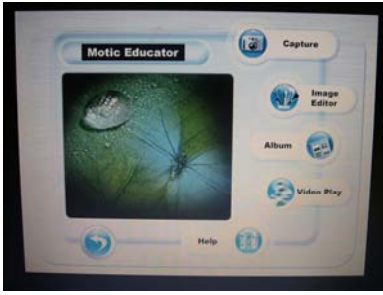 Motic Educator
Capture
Image
Editor
Album
Video Play
Help